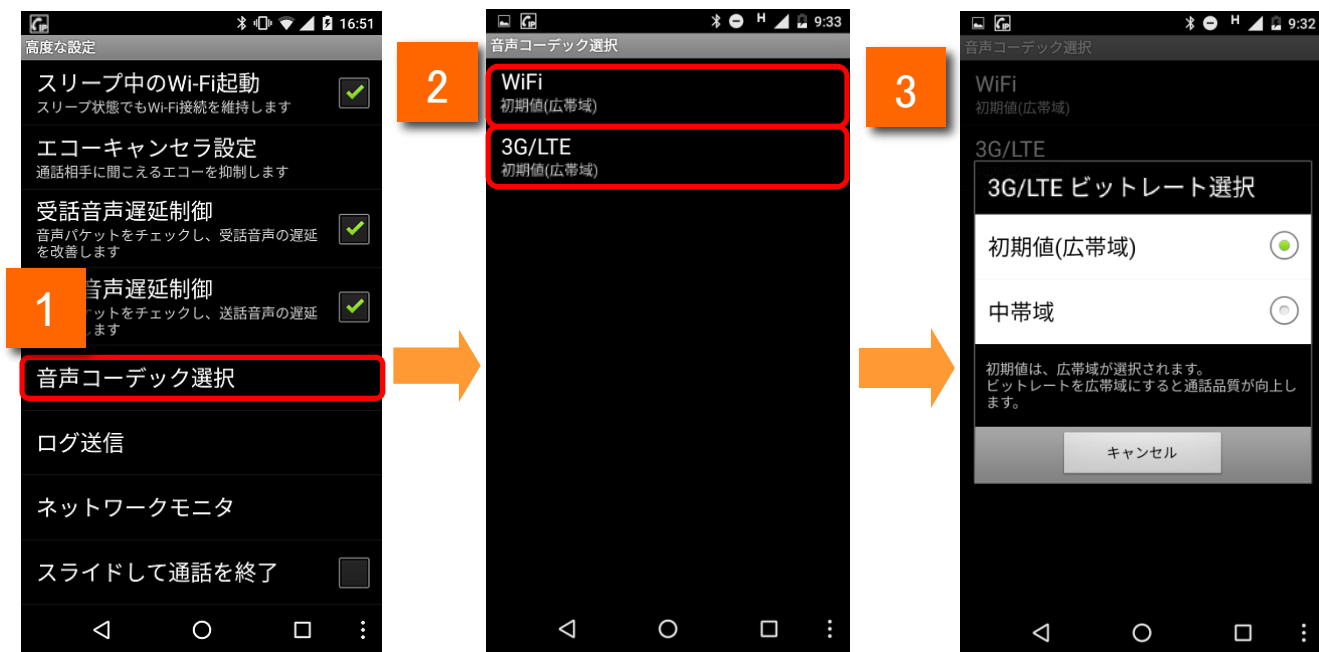 16:51
高度な設定
スリープ中のWi-Fi起動
スリープ状態でもWi-Fi接続を維持します
エコーキャンセラ設定
通話相手に聞こえるエコーを抑制します
受話音声遅延制御
音声パケットをチェックし、受話音声の遅延
を改善します
音声遅延制御
ケットをチェックし、送話音声の遅延
します
1
音声コーデック選択
ログ送信
ネットワークモニタ
スライドして通話を終了
2
H 9:33
音声コーデック選択
WiFi
初期値(広帯域)
3G/LTE
初期値(広帯域)
3
H 9:32
音声コーデック選択
WiFi
初期値(広帯域)
3G/LTE
3G/LTE ビットレート選択
初期値(広帯域)
中帯域
初期値は、広帯域が選択されます。
ビットレートを広帯域にすると通話品質が向上し
ます。
キャンセル